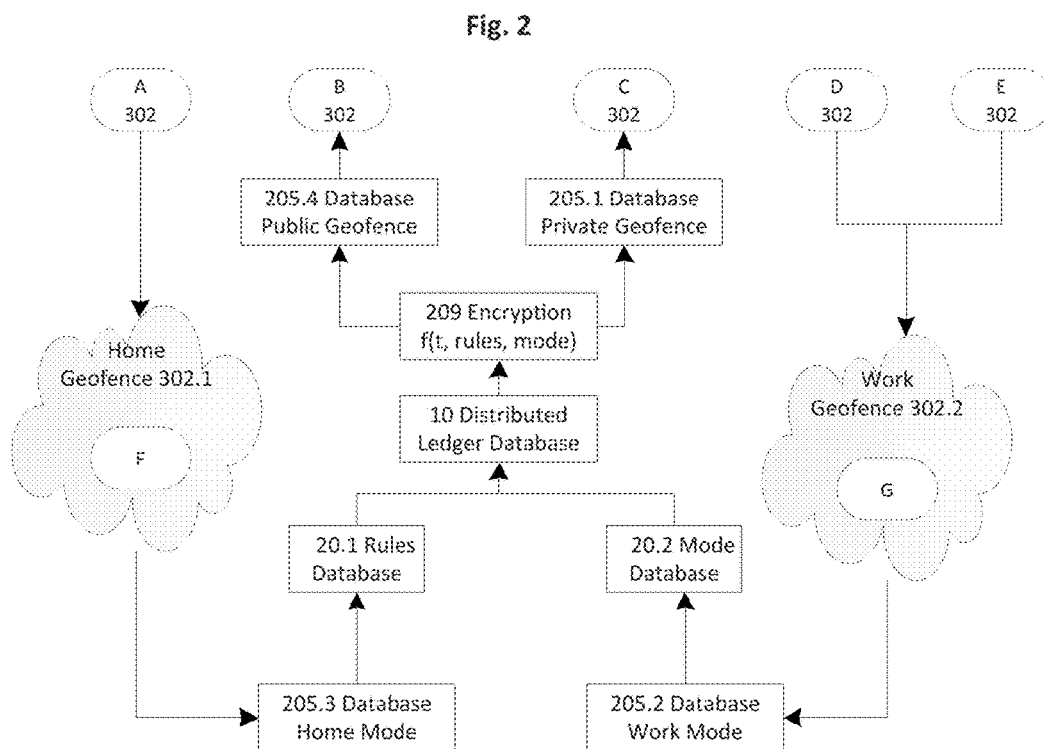 Fig. 2
A
302
B
302
C
302
D
302
E
302
205.4 Database
Public Geofence
205.1 Database
Private Geofence
209 Encryption
f(t, rules, mode)
Home
Geofence 302.1
Work
Geofence 302.2
10 Distributed
Ledger Database
F
G
20.1 Rules
Database
20.2 Mode
Database
205.3 Database
Home Mode
205.2 Database
Work Mode